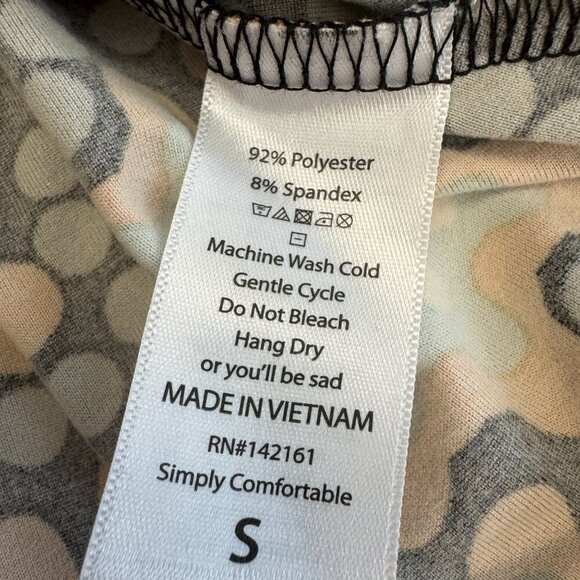 92% Polyester
8% Spandex
Machine Wash Cold
Gentle Cycle
Do Not Bleach
Hang Dry
or you'll be sad
MADE IN VIETNAM
RN#142161
Simply Comfortable
S